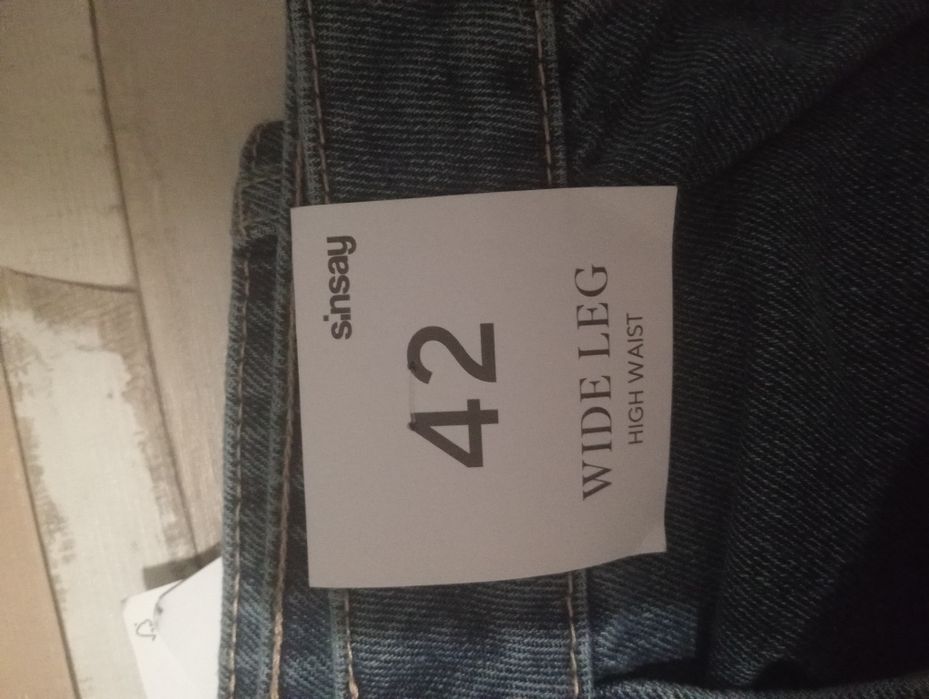 sinsay
42
WIDE LEG
HIGH WAIST